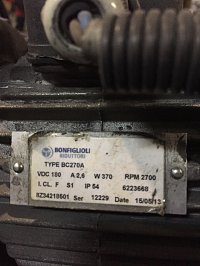 BONFIGLIOLI
RIDUTTORI
TYPE BC270A
VDC 180 A 2,6 W 370 RPM 2700
I. CL. F S1 IP 54 6223668
8Z34218501 Ser 12229 Date 15/05/13